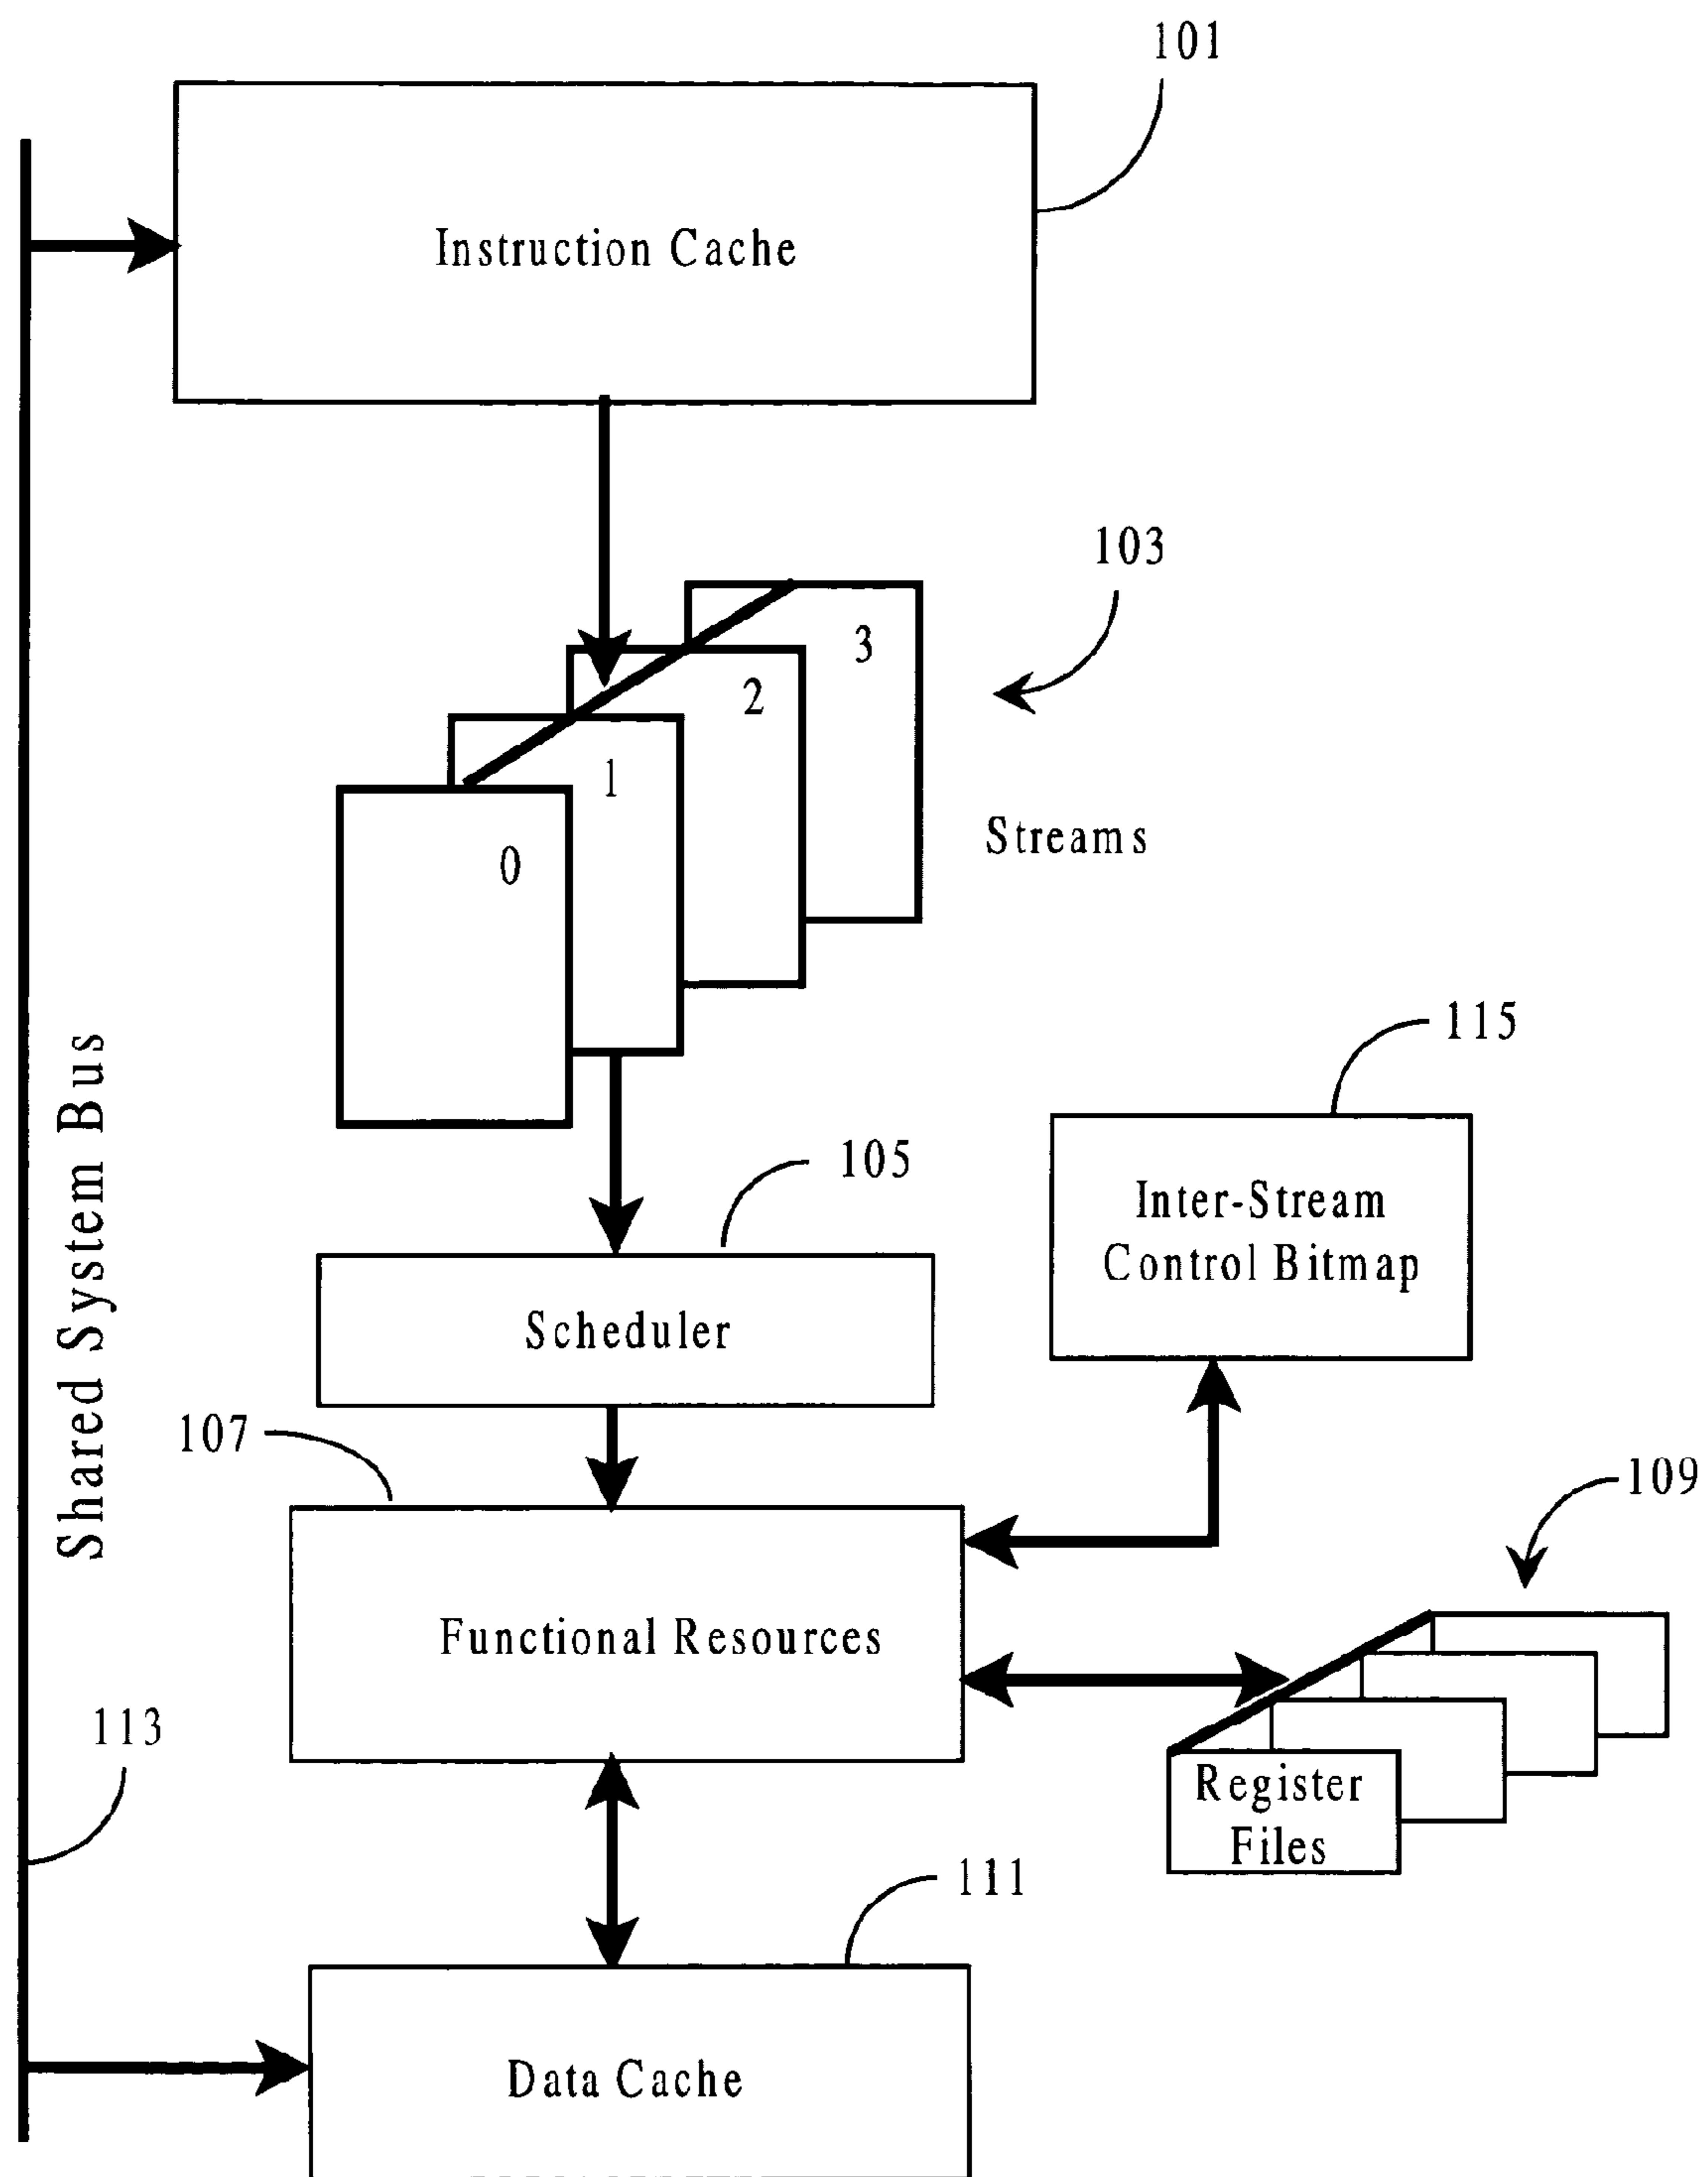 101
Instruction Cache
103
3
2
1
Streams
0
115
Shared System Bus
105
Inter-Stream
Control Bitmap
Scheduler
107
109
Functional Resources
113
Register
Files
111
Data Cache